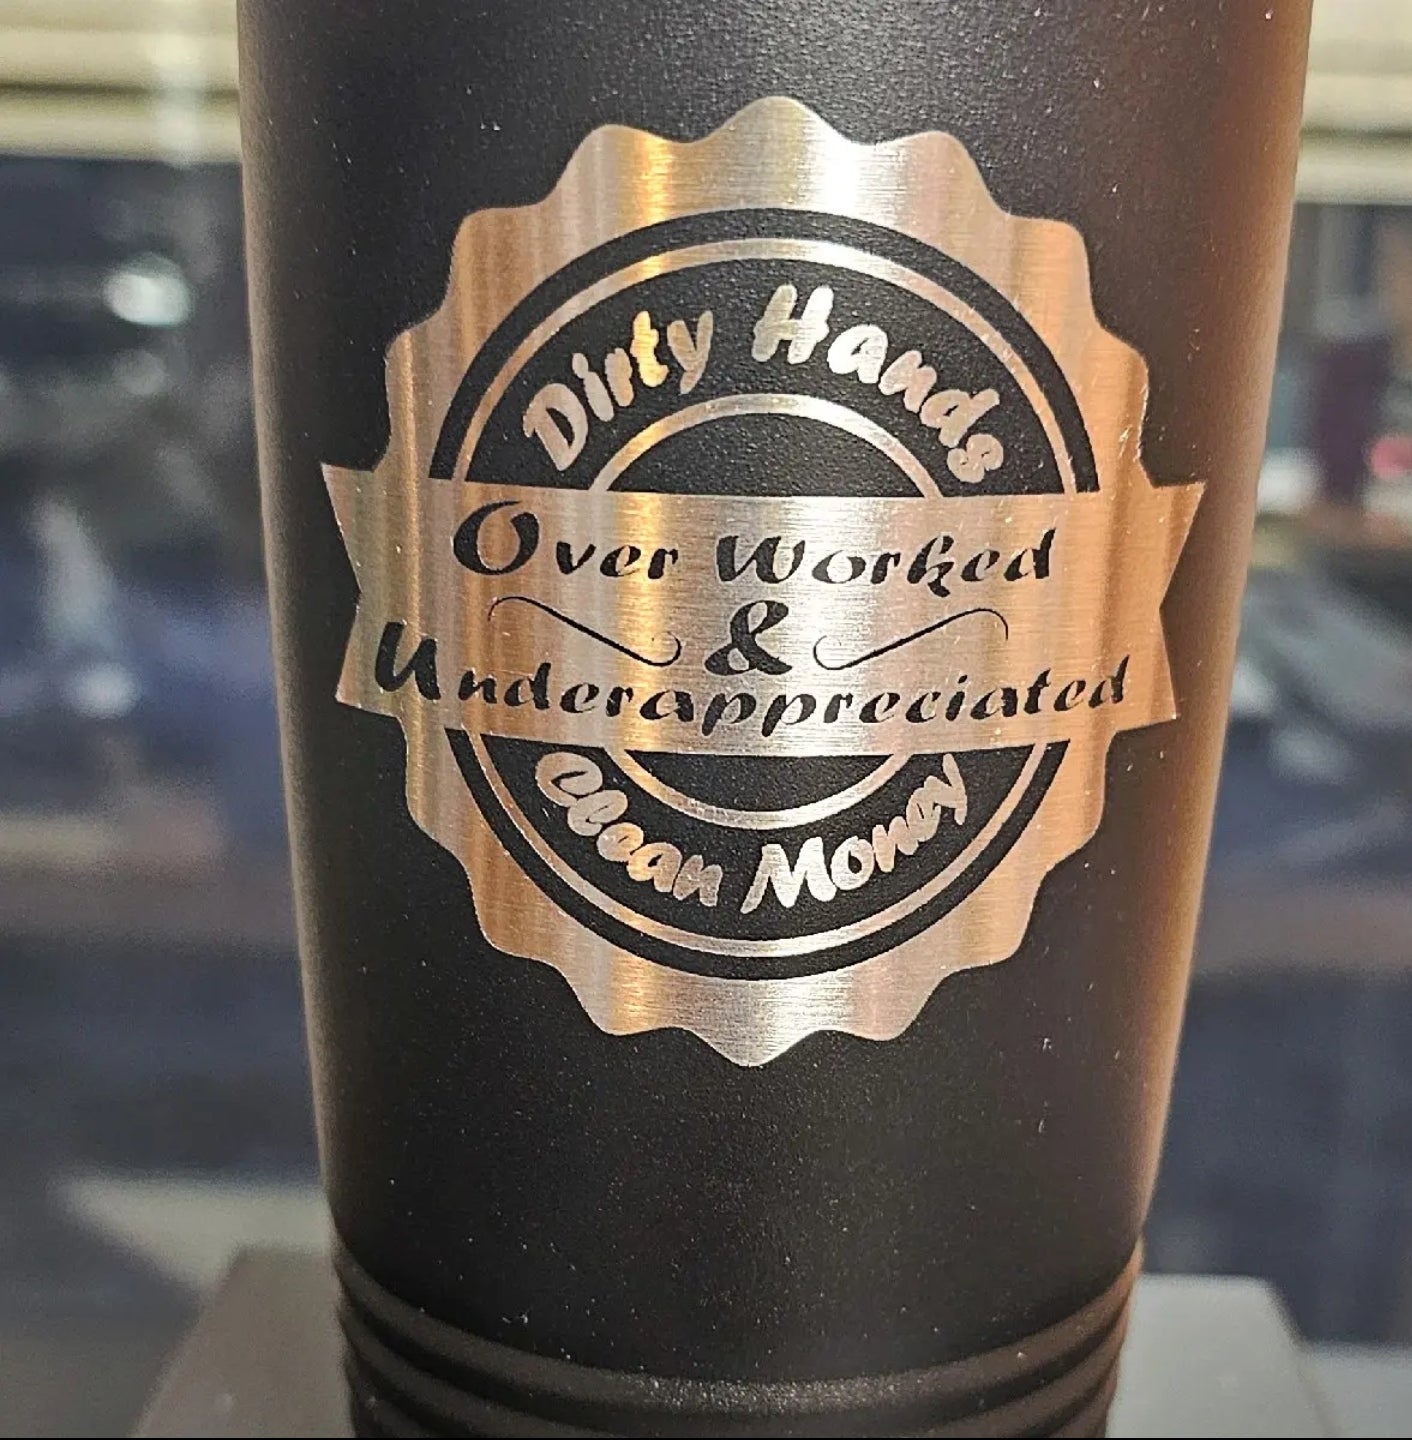 Dirty Hands
Over Worked
&
Underappreciated
Clean Money